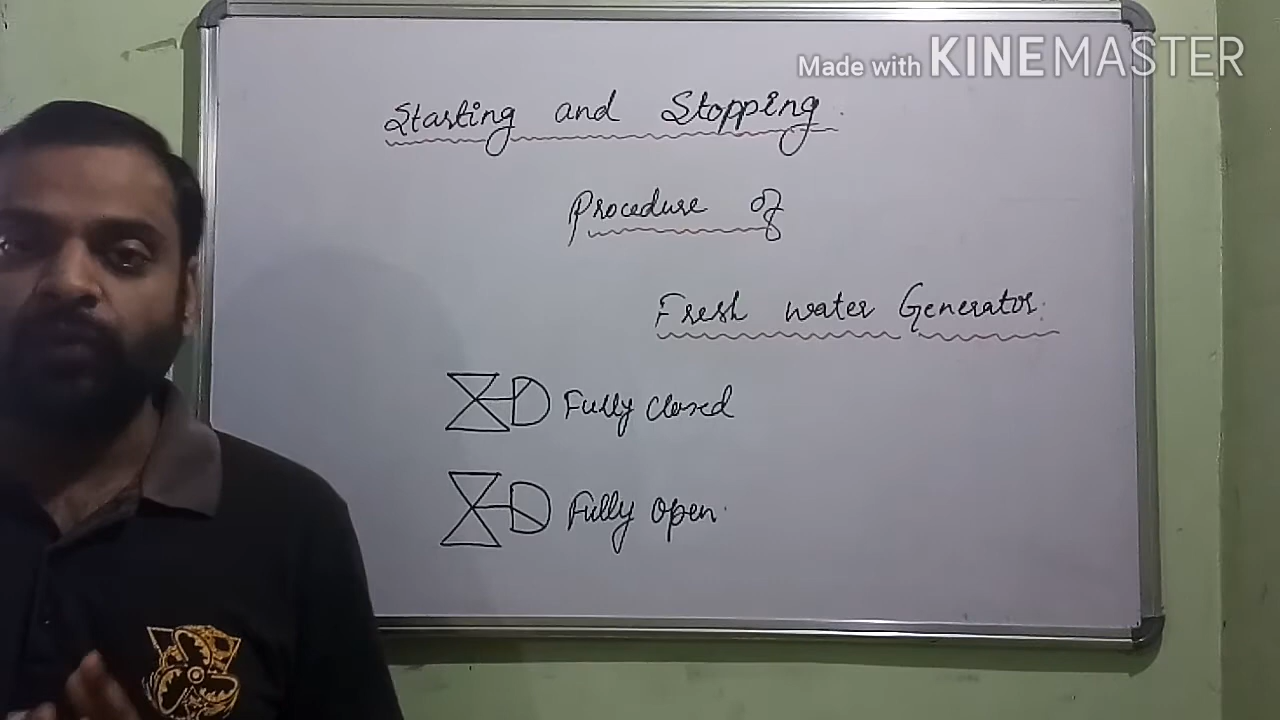 Made with KINEMASTER
Starting and Stopping.
Procedure of
Fresh water Generator.
Fully closed
Fully open.